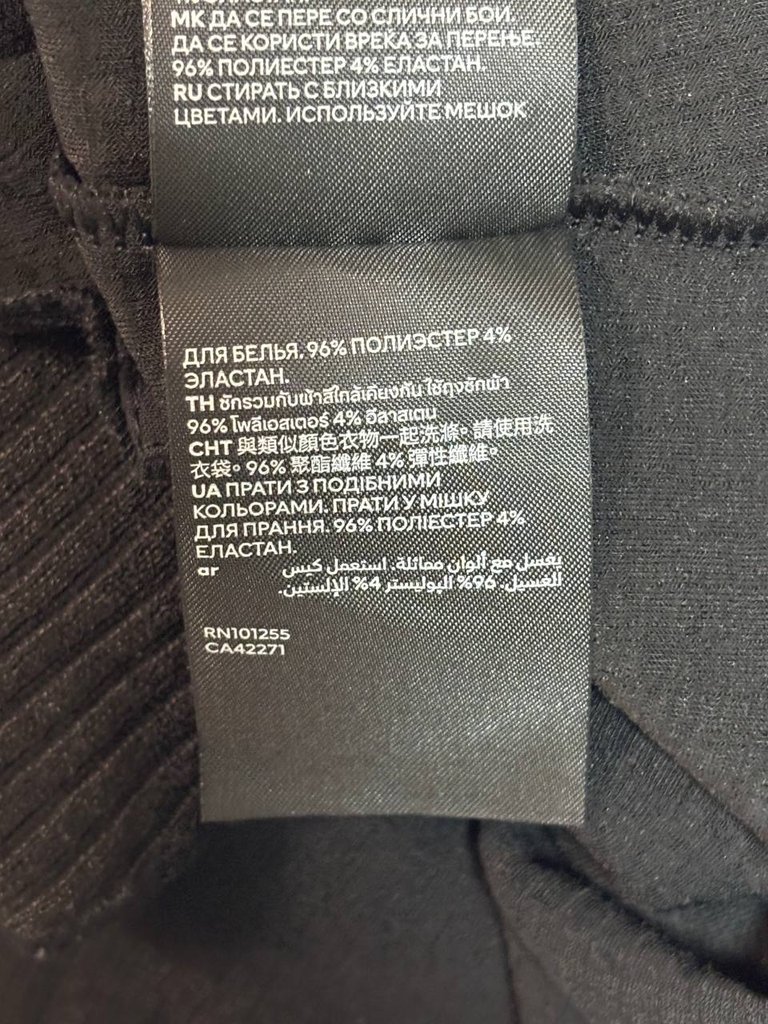 MK ДА СЕ ПЕРЕ СО СЛИЧНИ БОИ.
ДА СЕ КОРИСТИ ВРЕЌА ЗА ПЕРЕЊЕ.
96% ПОЛИЕСТЕР 4% ЕЛАСТАН.
RU СТИРАТЬ С БЛИЗКИМИ
ЦВЕТАМИ. ИСПОЛЬЗУЙТЕ МЕШОК
ДЛЯ БЕЛЬЯ. 96% ПОЛИЭСТЕР 4%
ЭЛАСТАН.
TH ซักรวมกับผ้าสีใกล้เคียงกัน ใช้ถุงซักผ้า
96% โพลีเอสเตอร์ 4% อีลาสเตน
CHT 與類似顏色衣物一起洗滌。請使用洗
衣袋。96% 聚酯纖維 4% 彈性纖維。
UA ПРАТИ З ПОДІБНИМИ
КОЛЬОРАМИ. ПРАТИ У МІШКУ
ДЛЯ ПРАННЯ. 96% ПОЛІЕСТЕР 4%
ЕЛАСТАН.
ar يغسل مع ألوان مماثلة. استعمل كيس
الغسيل. 96% البوليستر 4% الإلستين.
RN101255
CA42271